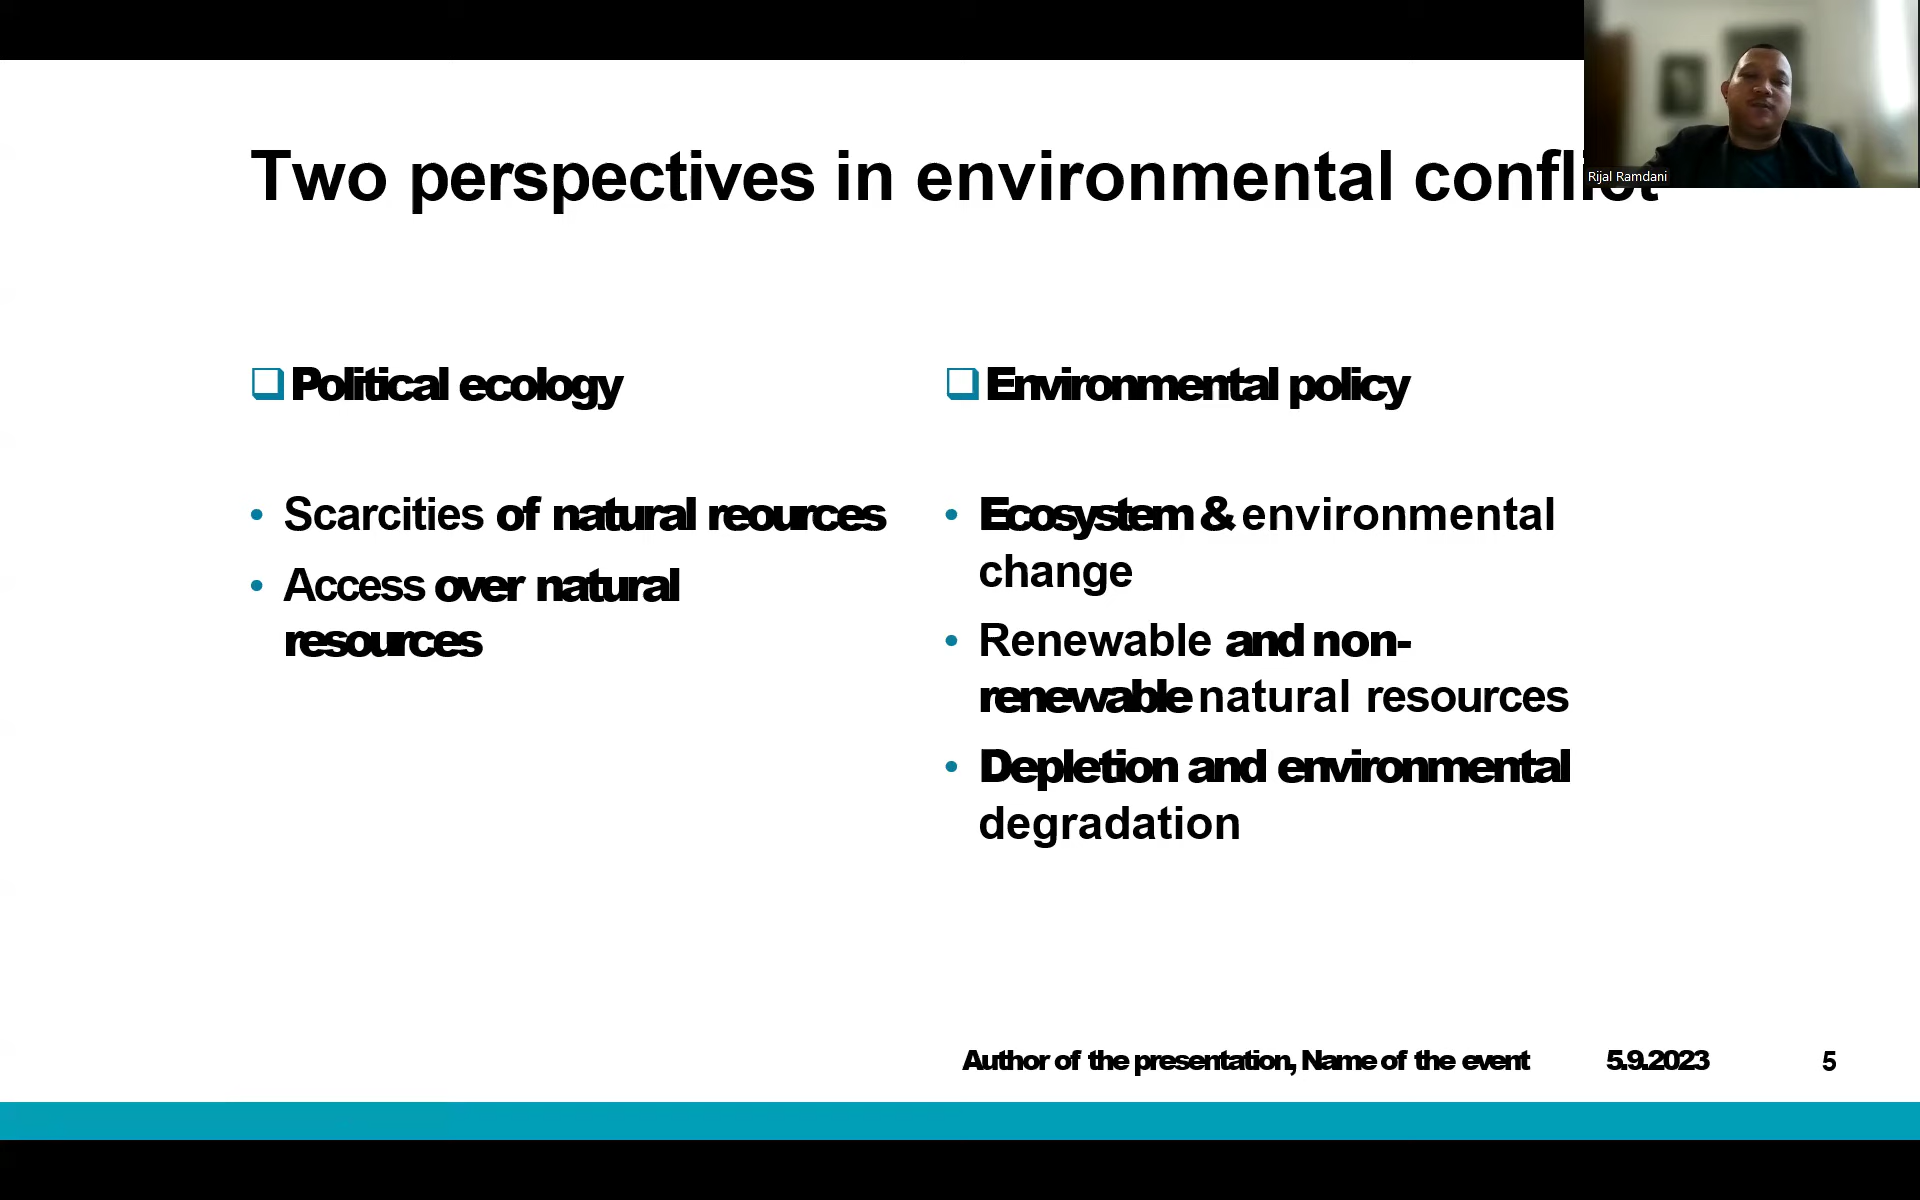 Two perspectives in environmental conflict
Rijal Ramdani
❑ Political ecology
• Scarcities of natural reources
• Access over natural
resources
❑ Environmental policy
• Ecosystem & environmental
change
• Renewable and non-
renewable natural resources
• Depletion and environmental
degradation
Author of the presentation, Name of the event 5.9.2023 5